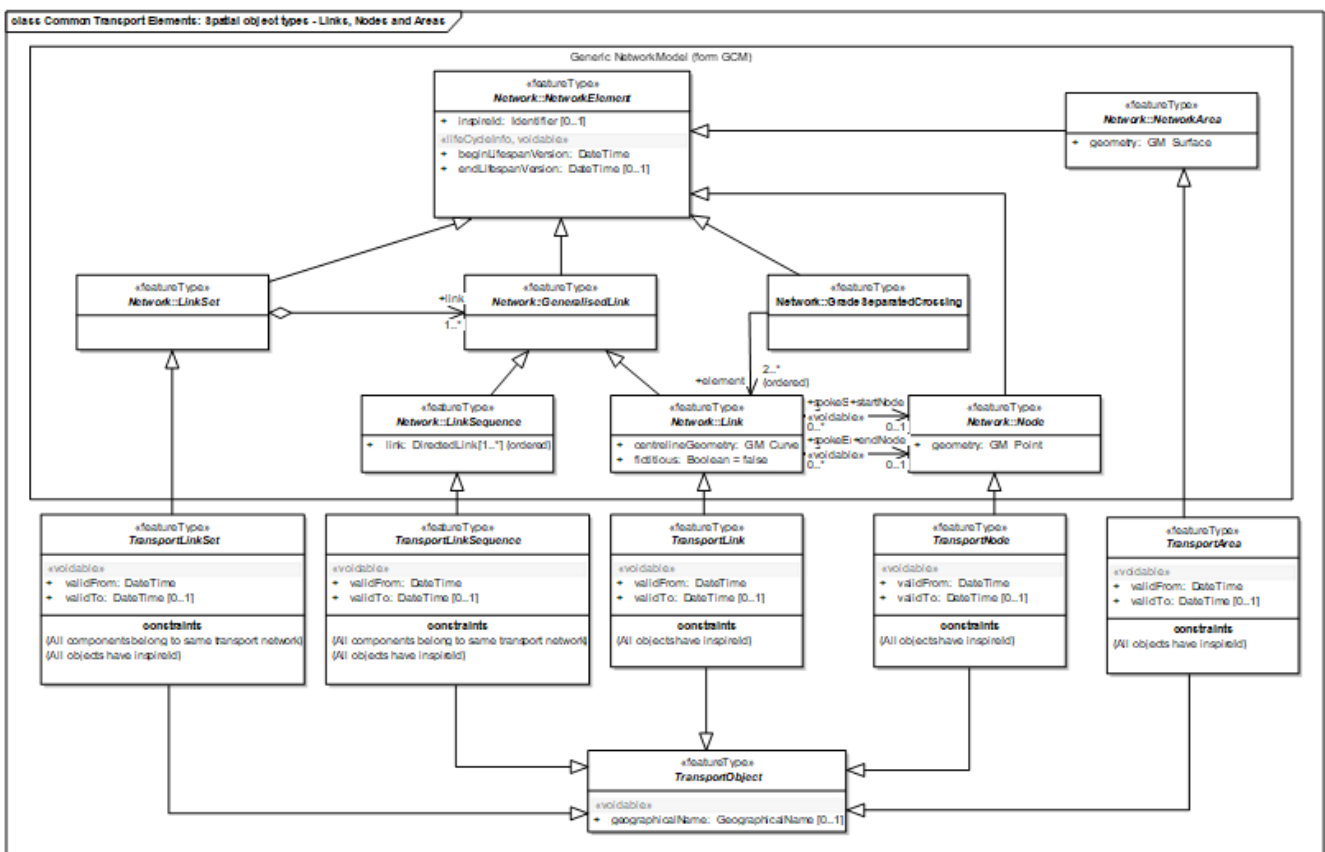 class Common Transport Elements: Spatial object types - Links, Nodes and Areas
Generic NetworkModel (form GCM)
«featureType»
Network::NetworkElement
+ inspireId: Identifier [0..1]
«lifeCycleInfo, voidable»
+ beginLifespanVersion: DateTime
+ endLifespanVersion: DateTime [0..1]
«featureType»
Network::NetworkArea
+ geometry: GM_Surface
«featureType»
Network::LinkSet
+link
1..*
«featureType»
Network::GeneralisedLink
«featureType»
Network::GradeSeparatedCrossing
+element
2..*
{ordered}
«featureType»
Network::LinkSequence
+ link: DirectedLink[1..*] {ordered}
«featureType»
Network::Link
+ centrelineGeometry: GM_Curve
+ fictitious: Boolean = false
+spokeS +startNode
«voidable»
0..* 0..1
+spokeE +endNode
«voidable»
0..* 0..1
«featureType»
Network::Node
+ geometry: GM_Point
«featureType»
TransportLinkSet
«voidable»
+ validFrom: DateTime
+ validTo: DateTime [0..1]
constraints
{All components belong to same transport network}
{All objects have inspireId}
«featureType»
TransportLinkSequence
«voidable»
+ validFrom: DateTime
+ validTo: DateTime [0..1]
constraints
{All components belong to same transport network}
{All objects have inspireId}
«featureType»
TransportLink
«voidable»
+ validFrom: DateTime
+ validTo: DateTime [0..1]
constraints
{All objects have inspireId}
«featureType»
TransportNode
«voidable»
+ validFrom: DateTime
+ validTo: DateTime [0..1]
constraints
{All objects have inspireId}
«featureType»
TransportArea
«voidable»
+ validFrom: DateTime
+ validTo: DateTime [0..1]
constraints
{All objects have inspireId}
«featureType»
TransportObject
«voidable»
+ geographicalName: GeographicalName [0..1]